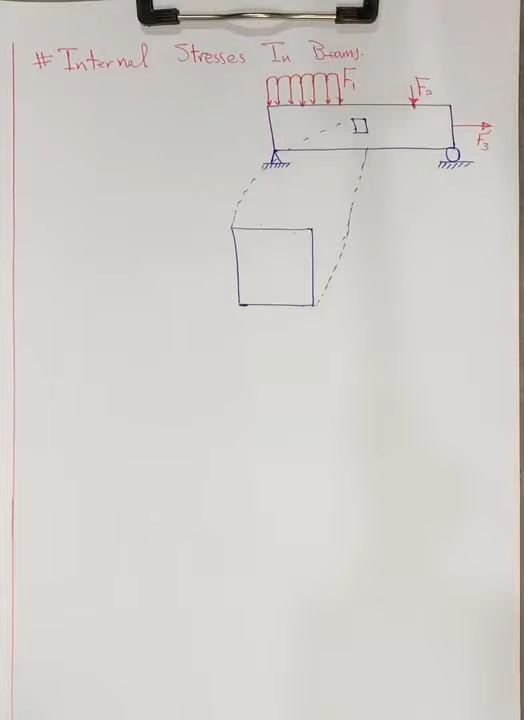 # Internal Stresses In Beams.
F₁
F₂
F₃